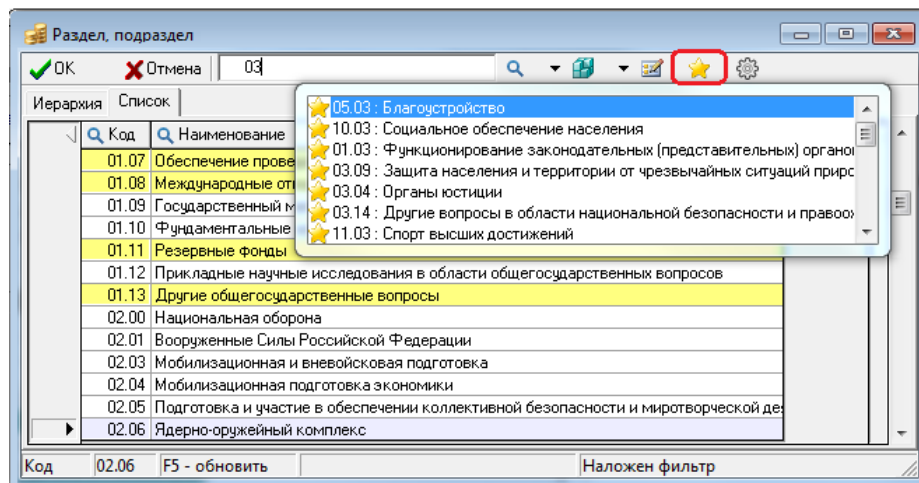 Раздел, подраздел
OK Отмена 03
Иерархия Список
05.03 : Благоустройство
10.03 : Социальное обеспечение населения
01.03 : Функционирование законодательных (представительных)
03.09 : Защита населения и территории от чрезвычайных ситуаций
03.04 : Органы юстиции
03.14 : Другие вопросы в области национальной безопасности и
11.03 : Спорт высших достижений
Код Наименование
01.07 Обеспечение
01.08 Международные
01.09 Государственный
01.10 Фундаментальные
01.11 Резервные фонды
01.12 Прикладные научные исследования в области общегосударственных вопросов
01.13 Другие общегосударственные вопросы
02.00 Национальная оборона
02.01 Вооруженные Силы Российской Федерации
02.03 Мобилизационная и вневойсковая подготовка
02.04 Мобилизационная подготовка экономики
02.05 Подготовка и участие в обеспечении коллективной безопасности и миротворческой
02.06 Ядерно-оружейный комплекс
Код 02.06 F5 - обновить Наложен фильтр